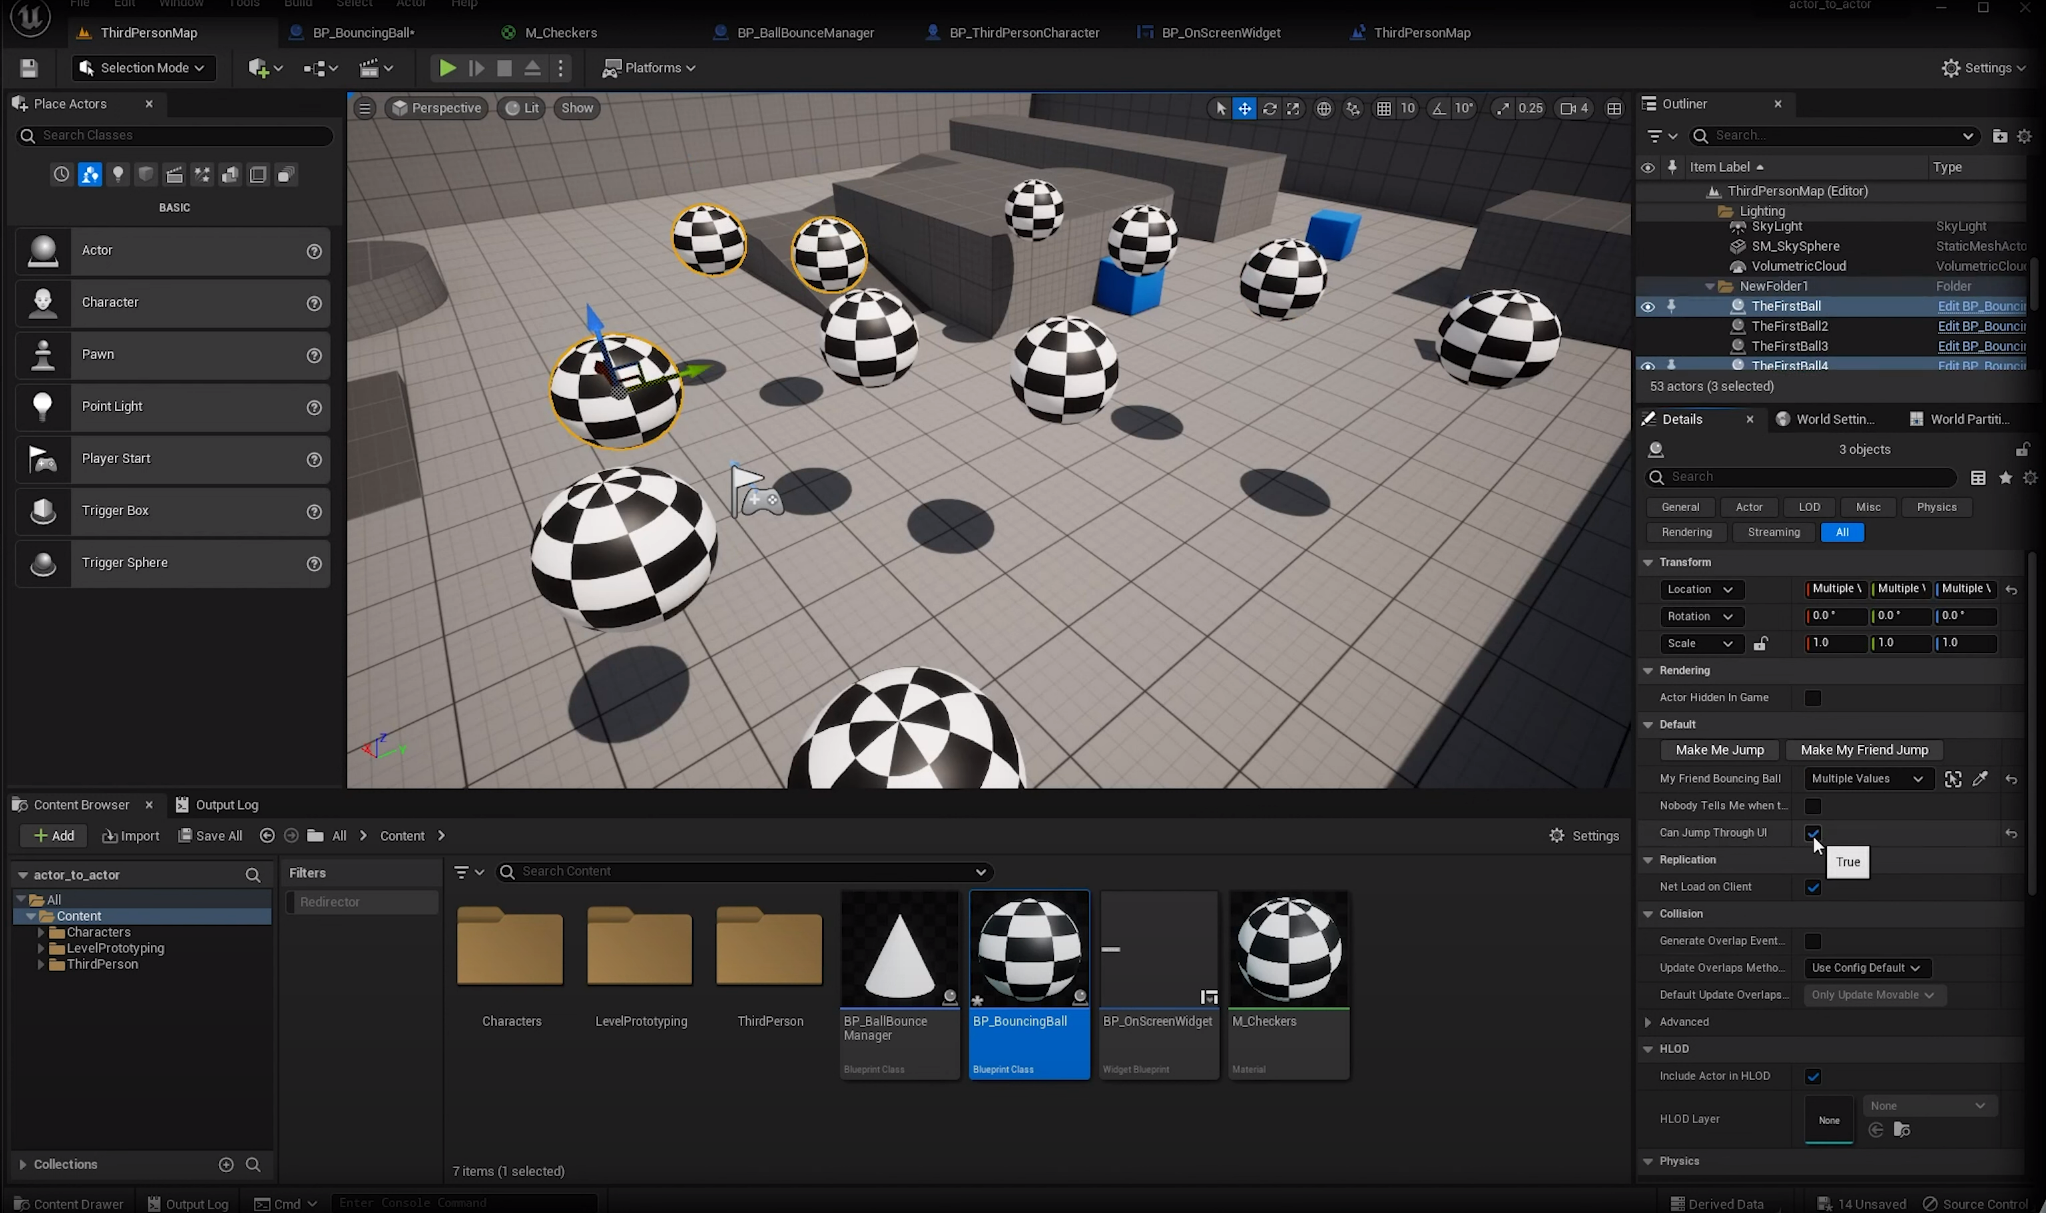 File Edit Window Tools Build Select Actor Help
actor_to_actor
ThirdPersonMap BP_BouncingBall* M_Checkers BP_BallBounceManager BP_ThirdPersonCharacter BP_OnScreenWidget ThirdPersonMap
Selection Mode Platforms Settings
Place Actors
Search Classes
BASIC
Actor
Character
Pawn
Point Light
Player Start
Trigger Box
Trigger Sphere
Perspective Lit Show 10 10° 0.25 4
Outliner
Search...
Item Label Type
ThirdPersonMap (Editor)
Lighting
SkyLight SkyLight
SM_SkySphere StaticMeshActo
VolumetricCloud VolumetricClou
NewFolder1 Folder
TheFirstBall Edit BP_Bounci
TheFirstBall2 Edit BP_Bounci
TheFirstBall3 Edit BP_Bounci
TheFirstBall4 Edit BP_Bounci
53 actors (3 selected)
Details World Settin... World Partiti...
3 objects
Search
General Actor LOD Misc Physics
Rendering Streaming All
Transform
Location Multiple Multiple Multiple
Rotation 0.0° 0.0° 0.0°
Scale 1.0 1.0 1.0
Rendering
Actor Hidden In Game
Default
Make Me Jump Make My Friend Jump
My Friend Bouncing Ball Multiple Values
Nobody Tells Me when t...
Can Jump Through UI
True
Replication
Net Load on Client
Collision
Generate Overlap Event...
Update Overlaps Metho... Use Config Default
Default Update Overlaps... Only Update Movable
Advanced
HLOD
Include Actor in HLOD
HLOD Layer None None
Physics
Content Browser Output Log
Add Import Save All All Content Settings
actor_to_actor
All
Content
Characters
LevelPrototyping
ThirdPerson
Collections
Filters
Redirector
Search Content
Characters
LevelPrototyping
ThirdPerson
BP_BallBounce
Manager
Blueprint Class
BP_BouncingBall
Blueprint Class
BP_OnScreenWidget
Widget Blueprint
M_Checkers
Material
7 items (1 selected)
Content Drawer Output Log Cmd Enter Console Command Derived Data 14 Unsaved Source Control